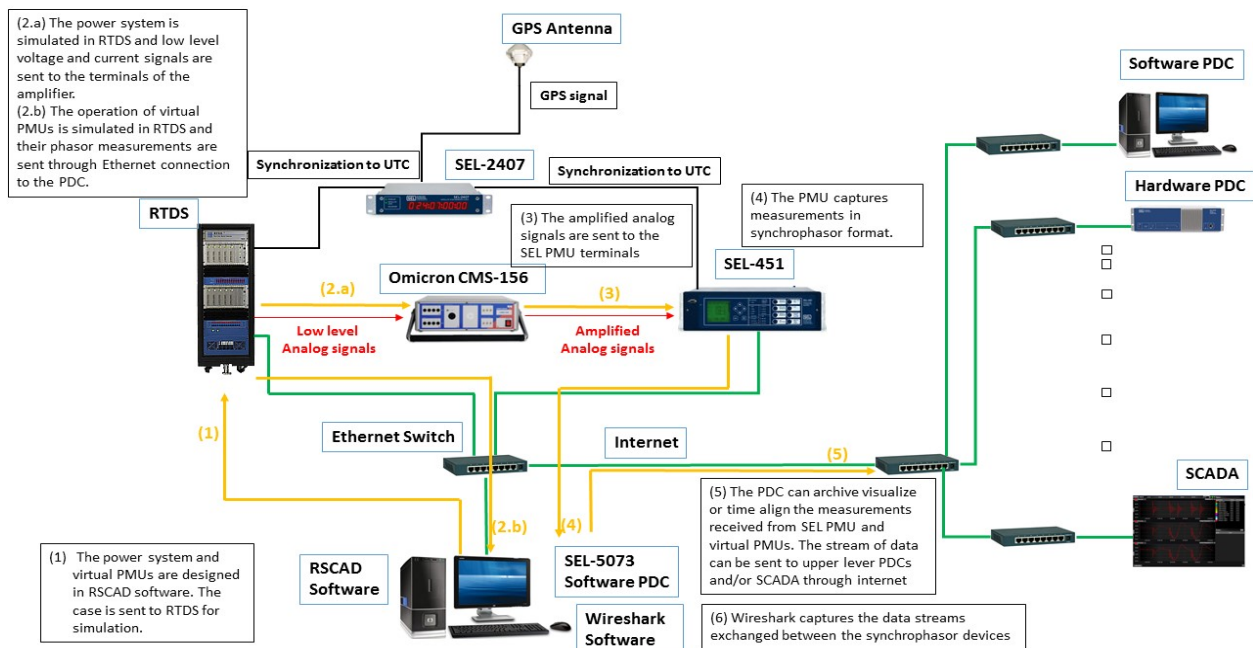 (2.a) The power system is
simulated in RTDS and low level
voltage and current signals are
sent to the terminals of the
amplifier.
(2.b) The operation of virtual
PMUs is simulated in RTDS and
their phasor measurements are
sent through Ethernet connection
to the PDC.
GPS Antenna
GPS signal
Software PDC
Synchronization to UTC
SEL-2407
Synchronization to UTC
Hardware PDC
RTDS
(3) The amplified analog
signals are sent to the
SEL PMU terminals
(4) The PMU captures
measurements in
synchrophasor format.
Omicron CMS-156
SEL-451
(2.a)
(3)
Low level
Analog signals
Amplified
Analog signals
(1)
Ethernet Switch
Internet
(5)
SCADA
(2.b)
(4)
(5) The PDC can archive visualize
or time align the measurements
received from SEL PMU and
virtual PMUs. The stream of data
can be sent to upper lever PDCs
and/or SCADA through internet
(1) The power system and
virtual PMUs are designed
in RSCAD software. The
case is sent to RTDS for
simulation.
RSCAD
Software
SEL-5073
Software PDC
Wireshark
Software
(6) Wireshark captures the data streams
exchanged between the synchrophasor devices